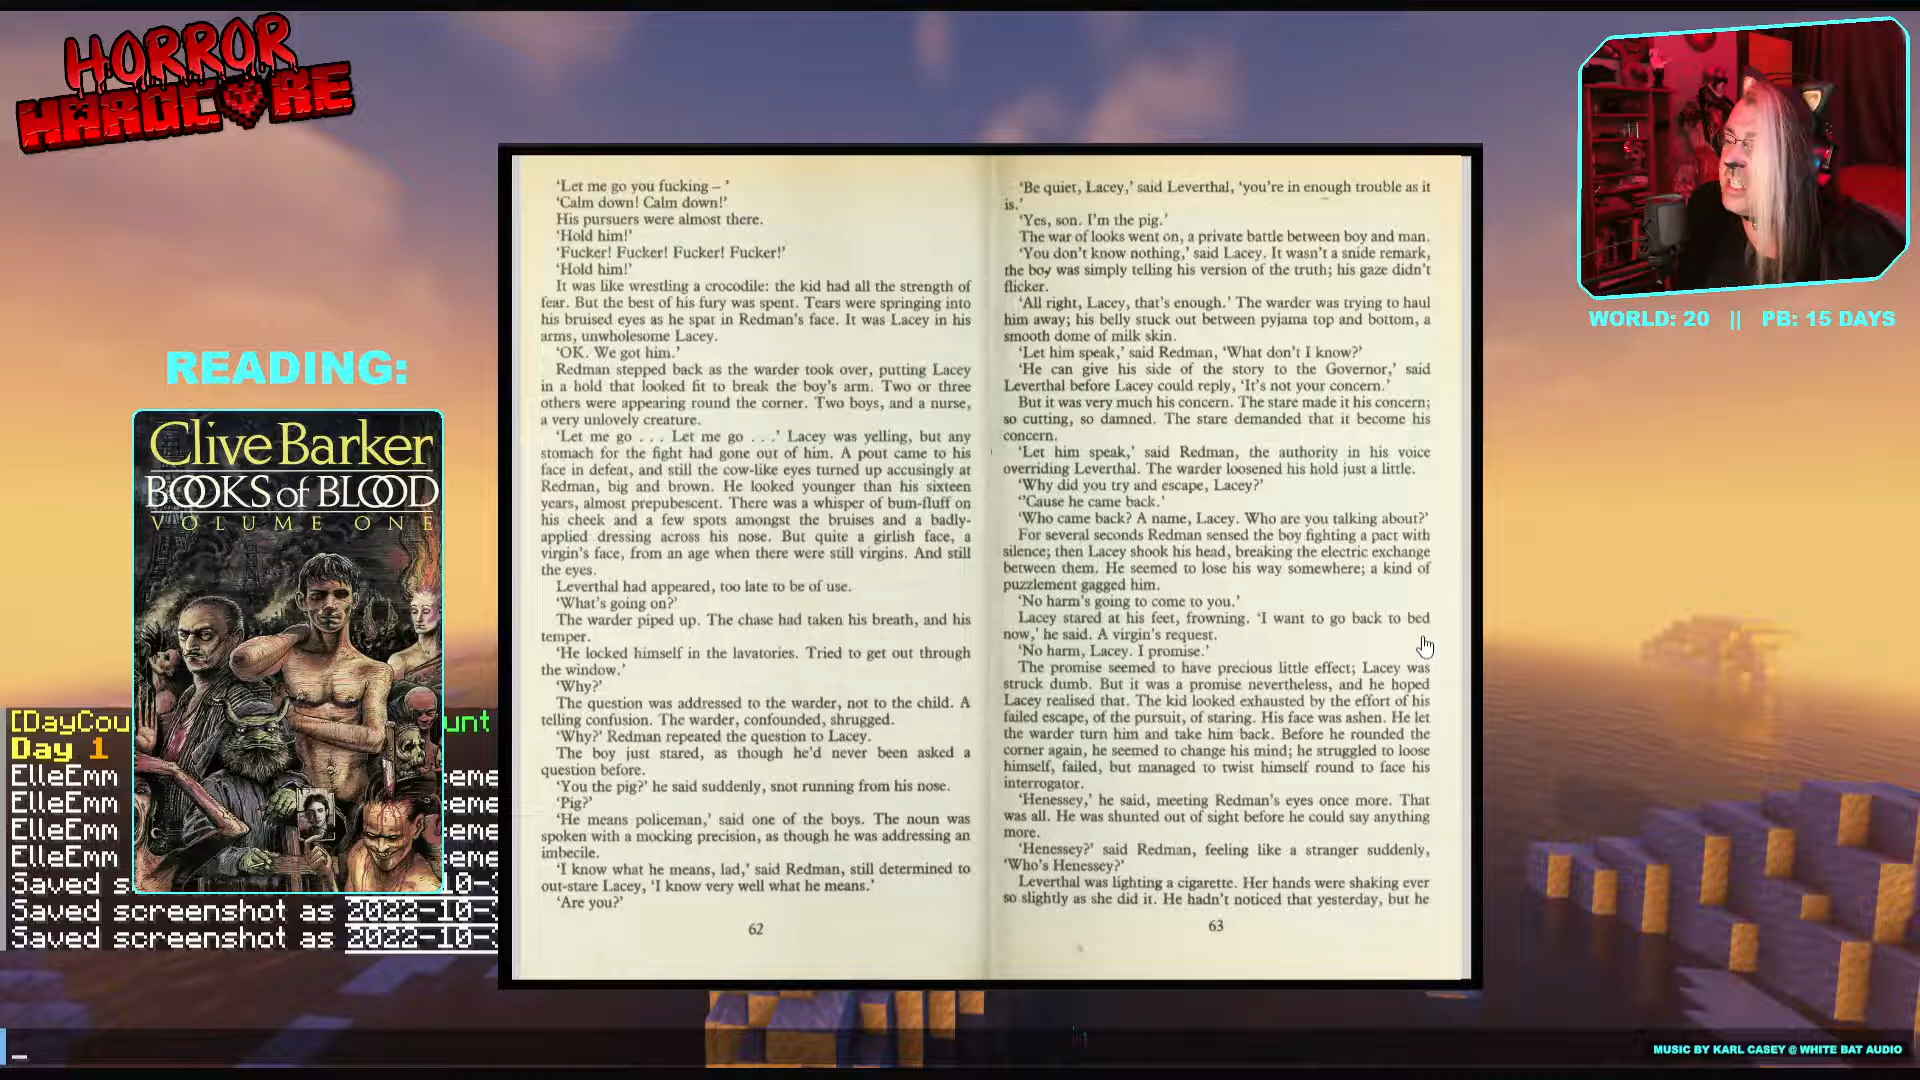 HORROR
HARDCORE
READING:
Clive Barker
BOOKS of BLOOD
VOLUME ONE
[DayCou
unt
Day 1
ElleEmm
eme
ElleEmm
eme
ElleEmm
eme
ElleEmm
eme
Saved s
10-
Saved screenshot as 2022-10-
Saved screenshot as 2022-10-
‘Let me go you fucking – ’
‘Calm down! Calm down!’
His pursuers were almost there.
‘Hold him!’
‘Fucker! Fucker! Fucker! Fucker!’
‘Hold him!’
It was like wrestling a crocodile: the kid had all the strength of
fear. But the best of his fury was spent. Tears were springing into
his bruised eyes as he spat in Redman’s face. It was Lacey in his
arms, unwholesome Lacey.
‘OK. We got him.’
Redman stepped back as the warder took over, putting Lacey
in a hold that looked fit to break the boy’s arm. Two or three
others were appearing round the corner. Two boys, and a nurse,
a very unlovely creature.
‘Let me go . . . Let me go . . .’ Lacey was yelling, but any
stomach for the fight had gone out of him. A pout came to his
face in defeat, and still the cow-like eyes turned up accusingly at
Redman, big and brown. He looked younger than his sixteen
years, almost prepubescent. There was a whisper of bum-fluff on
his cheek and a few spots amongst the bruises and a badly-
applied dressing across his nose. But quite a girlish face, a
virgin’s face, from an age when there were still virgins. And still
the eyes.
Leverthal had appeared, too late to be of use.
‘What’s going on?’
The warder piped up. The chase had taken his breath, and his
temper.
‘He locked himself in the lavatories. Tried to get out through
the window.’
‘Why?’
The question was addressed to the warder, not to the child. A
telling confusion. The warder, confounded, shrugged.
‘Why?’ Redman repeated the question to Lacey.
The boy just stared, as though he’d never been asked a
question before.
‘You the pig?’ he said suddenly, snot running from his nose.
‘Pig?’
‘He means policeman,’ said one of the boys. The noun was
spoken with a mocking precision, as though he was addressing an
imbecile.
‘I know what he means, lad,’ said Redman, still determined to
out-stare Lacey, ‘I know very well what he means.’
‘Are you?’
62
‘Be quiet, Lacey,’ said Leverthal, ‘you’re in enough trouble as it
is.’
‘Yes, son. I’m the pig.’
The war of looks went on, a private battle between boy and man.
‘You don’t know nothing,’ said Lacey. It wasn’t a snide remark,
the boy was simply telling his version of the truth; his gaze didn’t
flicker.
‘All right, Lacey, that’s enough.’ The warder was trying to haul
him away; his belly stuck out between pyjama top and bottom, a
smooth dome of milk skin.
‘Let him speak,’ said Redman, ‘What don’t I know?’
‘He can give his side of the story to the Governor,’ said
Leverthal before Lacey could reply, ‘It’s not your concern.’
But it was very much his concern. The stare made it his concern;
so cutting, so damned. The stare demanded that it become his
concern.
‘Let him speak,’ said Redman, the authority in his voice
overriding Leverthal. The warder loosened his hold just a little.
‘Why did you try and escape, Lacey?’
‘’Cause he came back.’
‘Who came back? A name, Lacey. Who are you talking about?’
For several seconds Redman sensed the boy fighting a pact with
silence; then Lacey shook his head, breaking the electric exchange
between them. He seemed to lose his way somewhere; a kind of
puzzlement gagged him.
‘No harm’s going to come to you.’
Lacey stared at his feet, frowning. ‘I want to go back to bed
now,’ he said. A virgin’s request.
‘No harm, Lacey. I promise.’
The promise seemed to have precious little effect; Lacey was
struck dumb. But it was a promise nevertheless, and he hoped
Lacey realised that. The kid looked exhausted by the effort of his
failed escape, of the pursuit, of staring. His face was ashen. He let
the warder turn him and take him back. Before he rounded the
corner again, he seemed to change his mind; he struggled to loose
himself, failed, but managed to twist himself round to face his
interrogator.
‘Henessey,’ he said, meeting Redman’s eyes once more. That
was all. He was shunted out of sight before he could say anything
more.
‘Henessey?’ said Redman, feeling like a stranger suddenly,
‘Who’s Henessey?’
Leverthal was lighting a cigarette. Her hands were shaking ever
so slightly as she did it. He hadn’t noticed that yesterday, but he
63
WORLD: 20 || PB: 15 DAYS
MUSIC BY KARL CASEY @ WHITE BAT AUDIO